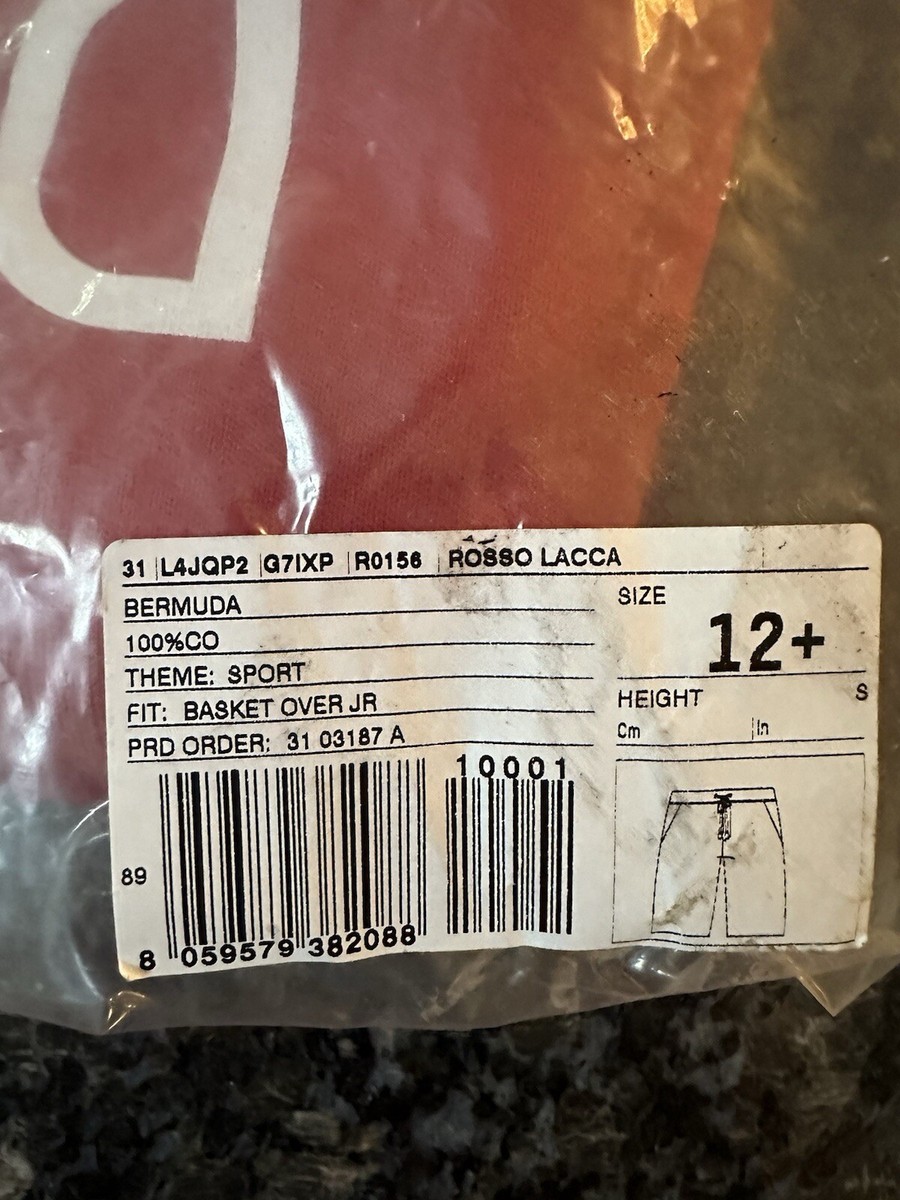 31 L4JQP2 G7IXP R0156 ROSSO LACCA
BERMUDA
100%CO
THEME: SPORT
FIT: BASKET OVER JR
PRD ORDER: 31 03187 A
SIZE
12+
HEIGHT S
Cm In
10001
89
8 059579 382088